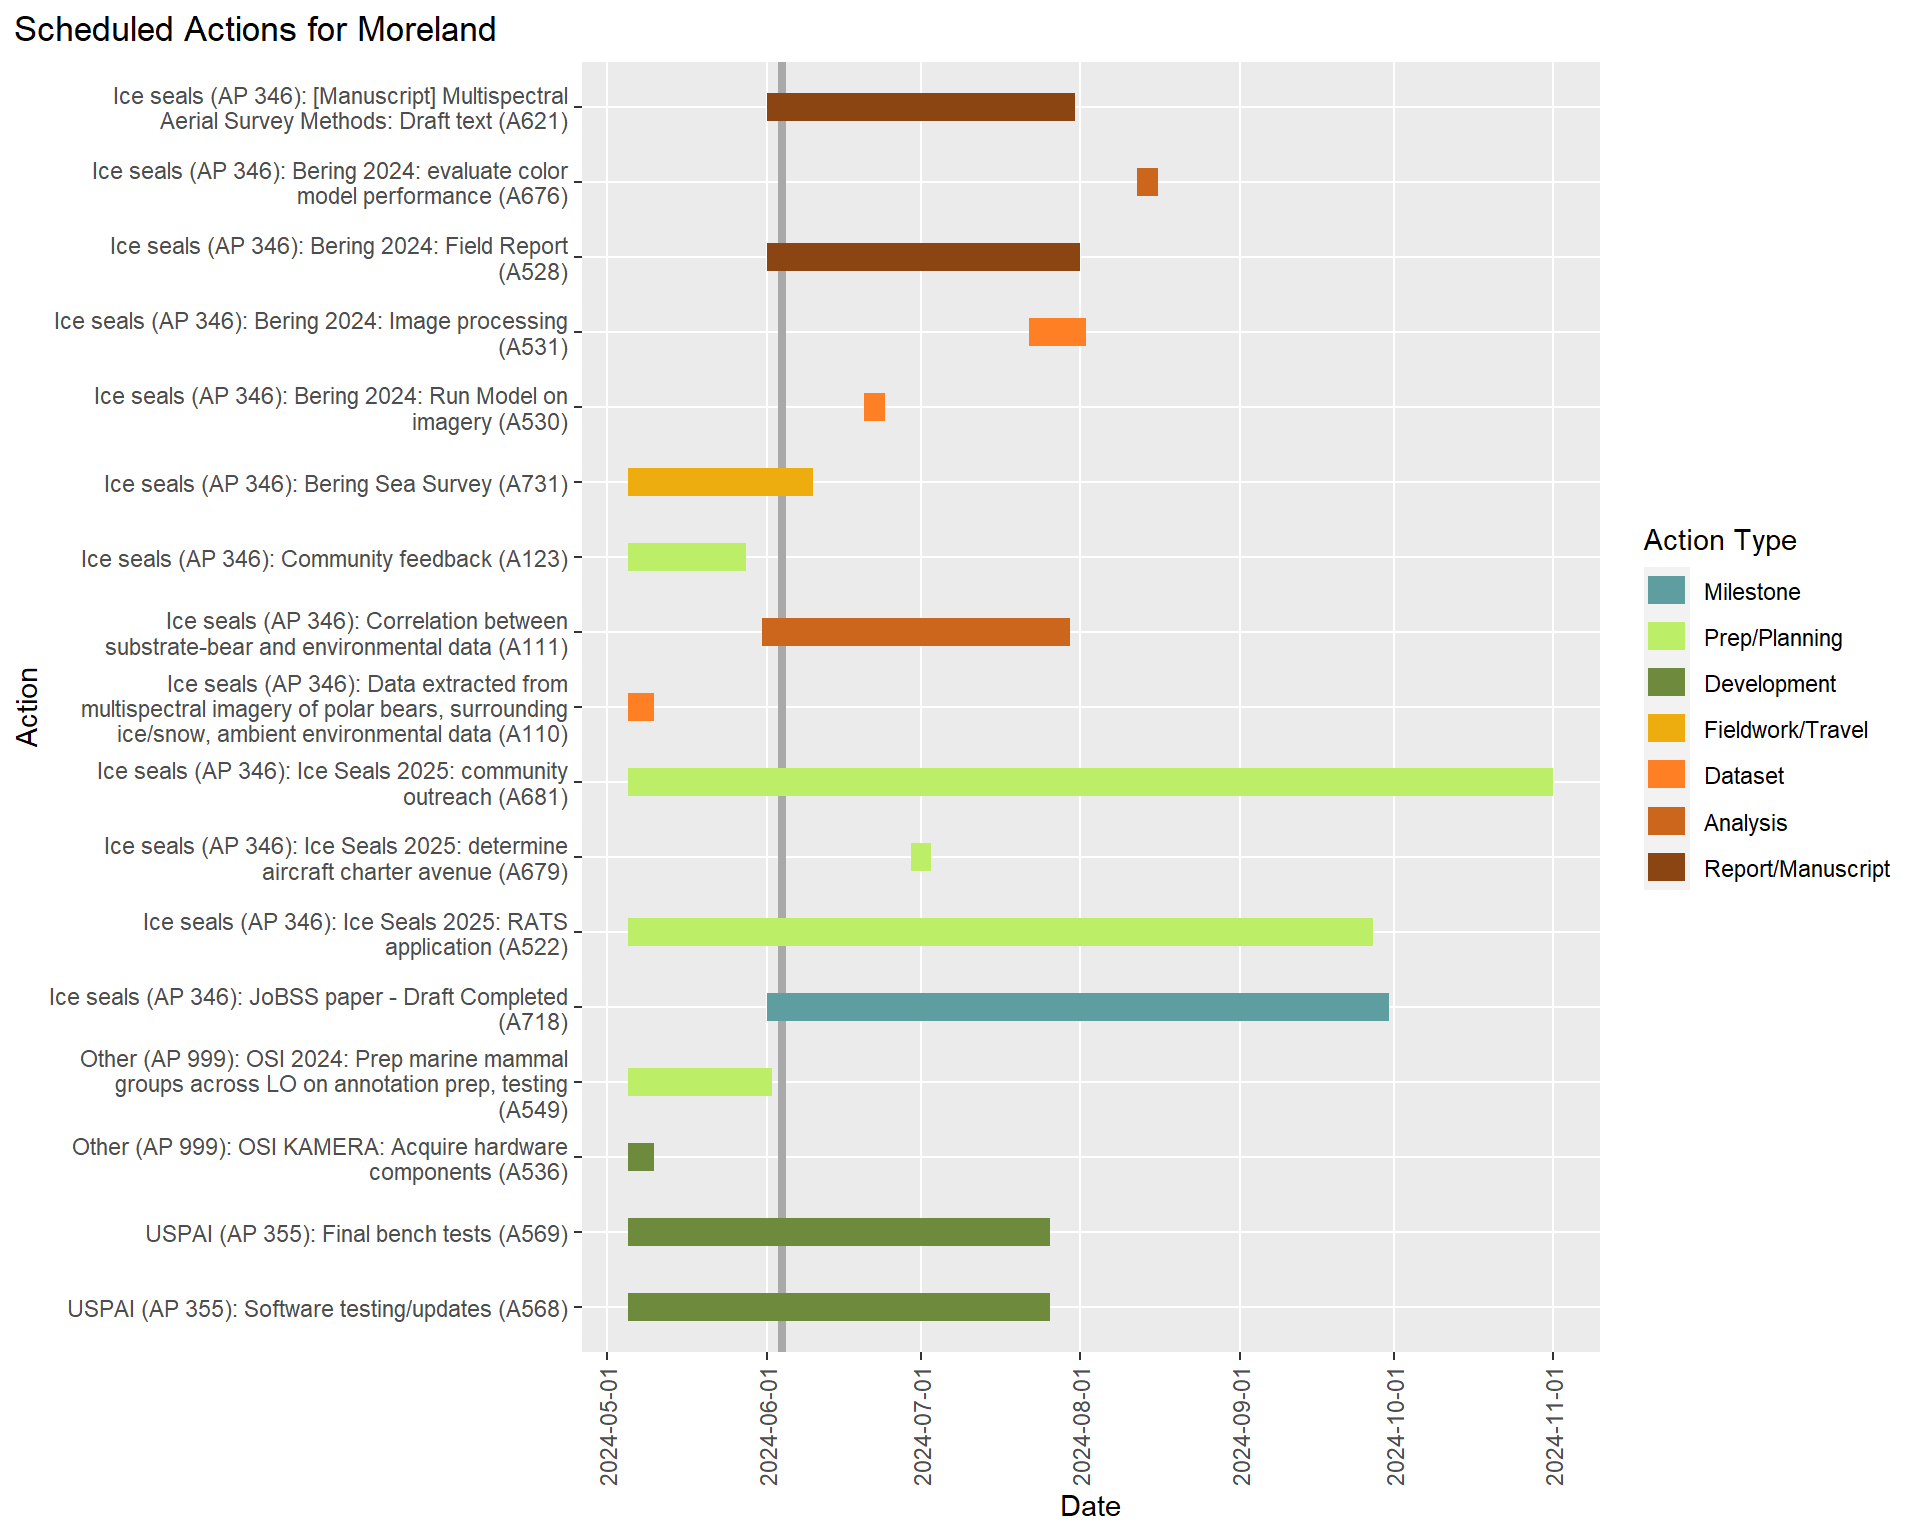 Scheduled Actions for Moreland
Ice seals (AP 346): [Manuscript] Multispectral
Aerial Survey Methods: Draft text (A621)
Ice seals (AP 346): Bering 2024: evaluate color
model performance (A676)
Ice seals (AP 346): Bering 2024: Field Report
(A528)
Ice seals (AP 346): Bering 2024: Image processing
(A531)
Ice seals (AP 346): Bering 2024: Run Model on
imagery (A530)
Ice seals (AP 346): Bering Sea Survey (A731)
Ice seals (AP 346): Community feedback (A123)
Ice seals (AP 346): Correlation between
substrate-bear and environmental data (A111)
Ice seals (AP 346): Data extracted from
multispectral imagery of polar bears, surrounding
ice/snow, ambient environmental data (A110)
Ice seals (AP 346): Ice Seals 2025: community
outreach (A681)
Ice seals (AP 346): Ice Seals 2025: determine
aircraft charter avenue (A679)
Ice seals (AP 346): Ice Seals 2025: RATS
application (A522)
Ice seals (AP 346): JoBSS paper - Draft Completed
(A718)
Other (AP 999): OSI 2024: Prep marine mammal
groups across LO on annotation prep, testing
(A549)
Other (AP 999): OSI KAMERA: Acquire hardware
components (A536)
USPAI (AP 355): Final bench tests (A569)
USPAI (AP 355): Software testing/updates (A568)
Action
2024-05-01
2024-06-01
2024-07-01
2024-08-01
2024-09-01
2024-10-01
2024-11-01
Date
Action Type
Milestone
Prep/Planning
Development
Fieldwork/Travel
Dataset
Analysis
Report/Manuscript